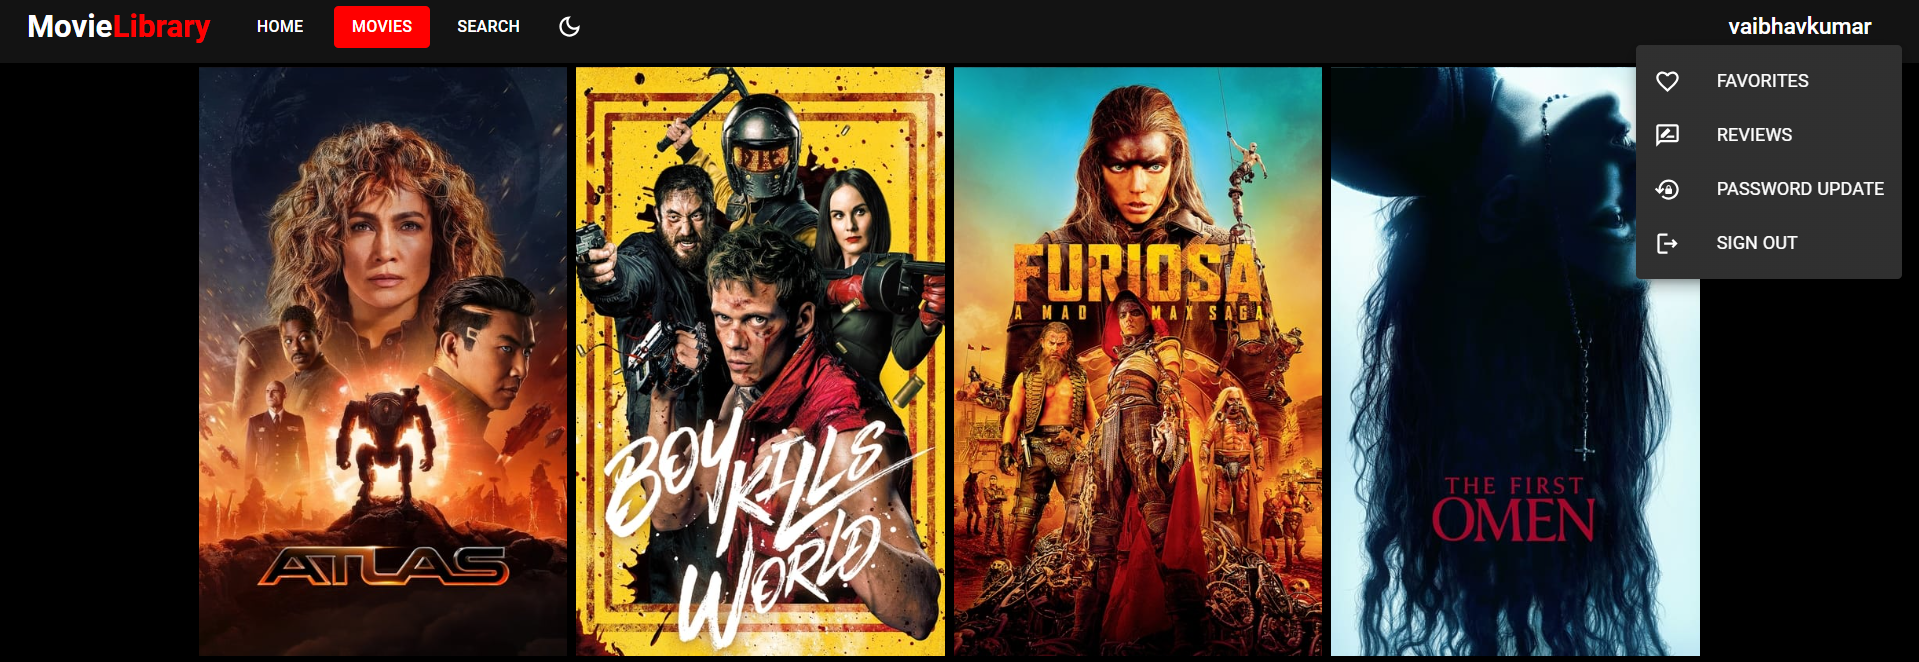 MovieLibrary HOME MOVIES SEARCH vaibhavkumar
FAVORITES
REVIEWS
PASSWORD UPDATE
SIGN OUT
ATLAS
BOY KILLS
WORLD
FURIOSA
A MAD MAX SAGA
THE FIRST
OMEN